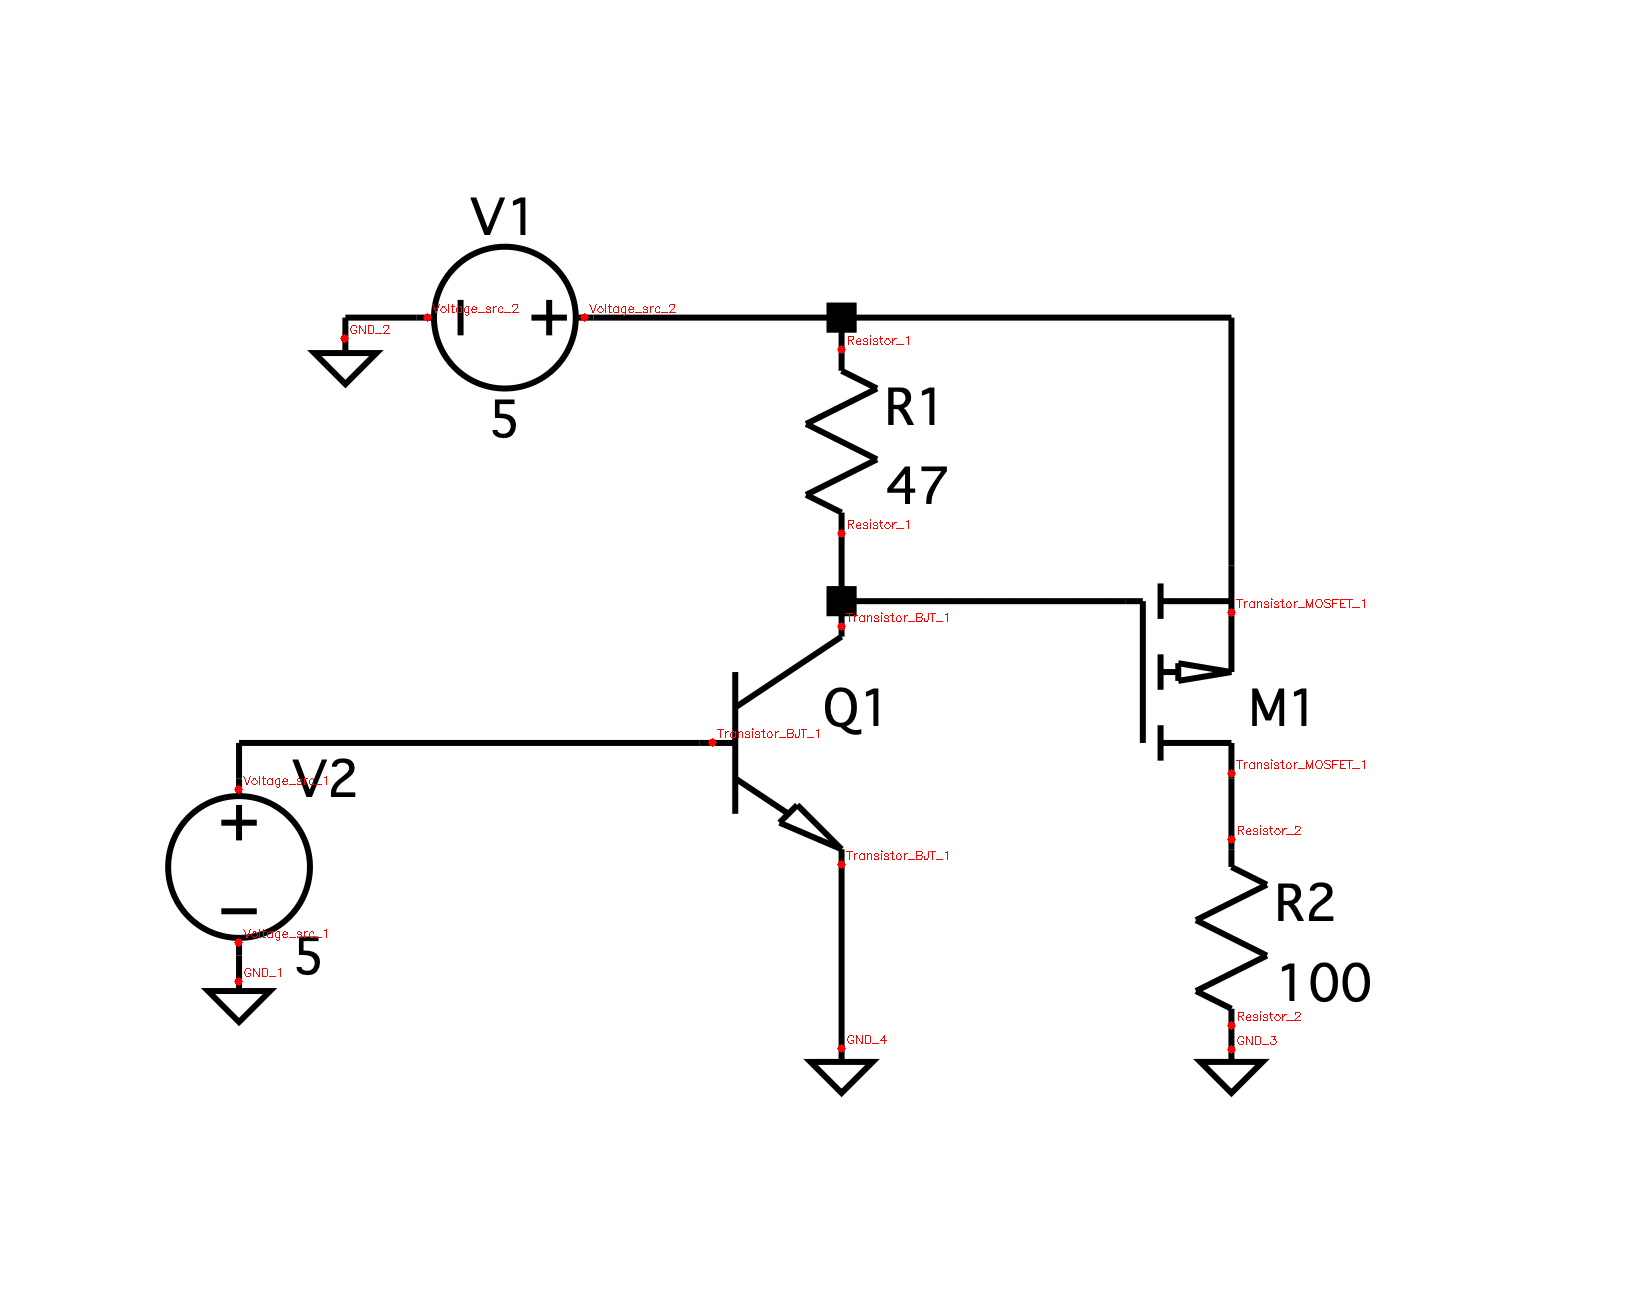 V1
Voltage_src_2
Voltage_src_2
GND_2
5
Resistor_1
R1
47
Resistor_1
Transistor_MOSFET_1
Transistor_BJT_1
Q1
M1
Transistor_BJT_1
Transistor_MOSFET_1
V2
Voltage_src_1
Resistor_2
Transistor_BJT_1
R2
Voltage_src_1
5
GND_1
100
Resistor_2
GND_4
GND_3